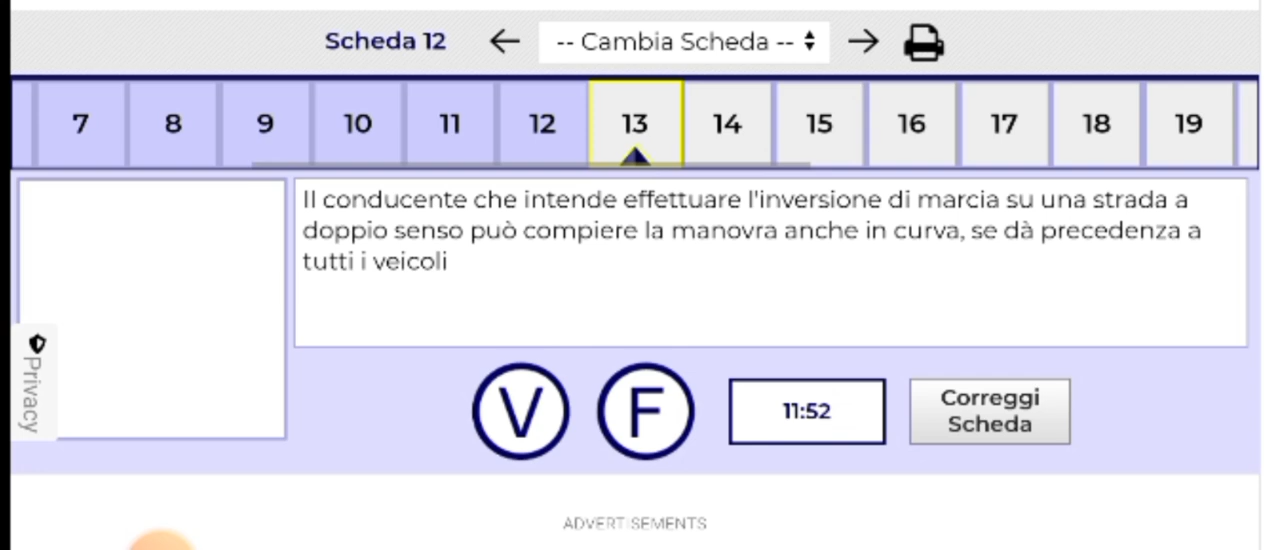 Scheda 12
-- Cambia Scheda --
7 8 9 10 11 12 13 14 15 16 17 18 19
Il conducente che intende effettuare l'inversione di marcia su una strada a
doppio senso può compiere la manovra anche in curva, se dà precedenza a
tutti i veicoli
Privacy
V F
11:52
Correggi
Scheda
ADVERTISEMENTS